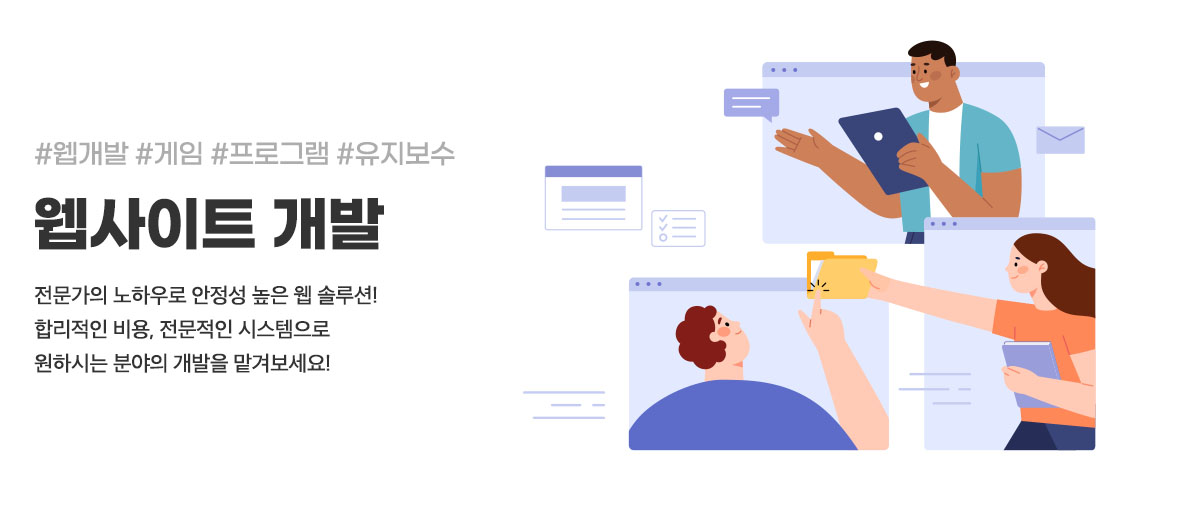 #웹개발 #게임 #프로그램 #유지보수
웹사이트 개발
전문가의 노하우로 안정성 높은 웹 솔루션!
합리적인 비용, 전문적인 시스템으로
원하시는 분야의 개발을 맡겨보세요!